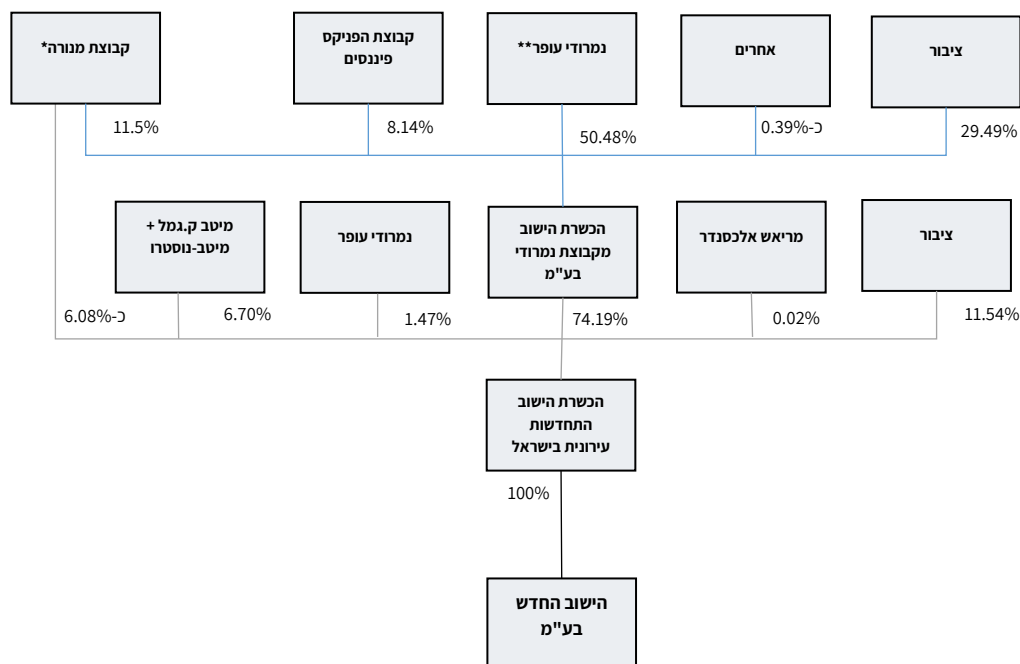 ציבור
אחרים
נמרודי עופר**
קבוצת הפניקס
פיננסים
קבוצת מנורה*
29.49%
כ-0.39%
50.48%
8.14%
11.5%
ציבור
מריאש אלכסנדר
הכשרת הישוב
מקבוצת נמרודי
בע"מ
נמרודי עופר
מיטב ק.גמל +
מיטב-נוסטרו
11.54%
0.02%
74.19%
1.47%
6.70%
כ-6.08%
הכשרת הישוב
התחדשות
עירונית בישראל
100%
הישוב החדש
בע"מ